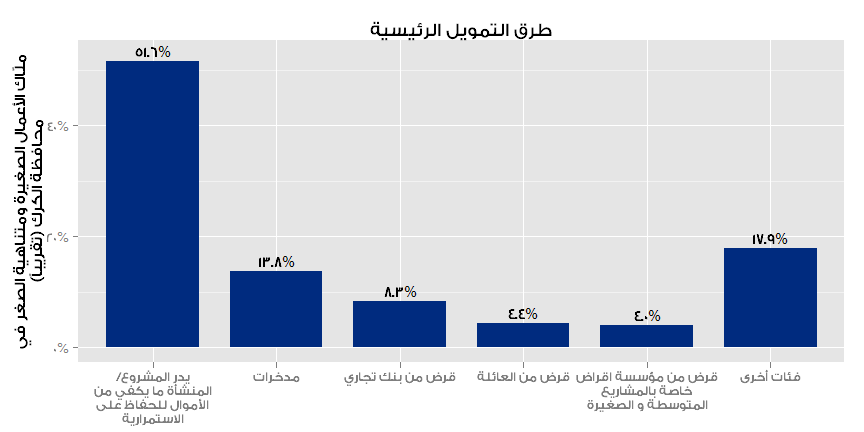 طرق التمويل الرئيسية
ملّاك الأعمال الصغيرة ومتناهية الصغر في
محافظة الكرك (تقريباً)
٤٠%
٢٠%
٠%
٥١.٦%
١٣.٨%
٨.٣%
٤.٤%
٤.٠%
١٧.٩%
يدر المشروع/
المنشأة ما يكفي من
الأموال للحفاظ على
الاستمرارية
مدخرات
قرض من بنك تجاري
قرض من العائلة
قرض من مؤسسة اقراض
خاصة بالمشاريع
المتوسطة و الصغيرة
فئات أخرى